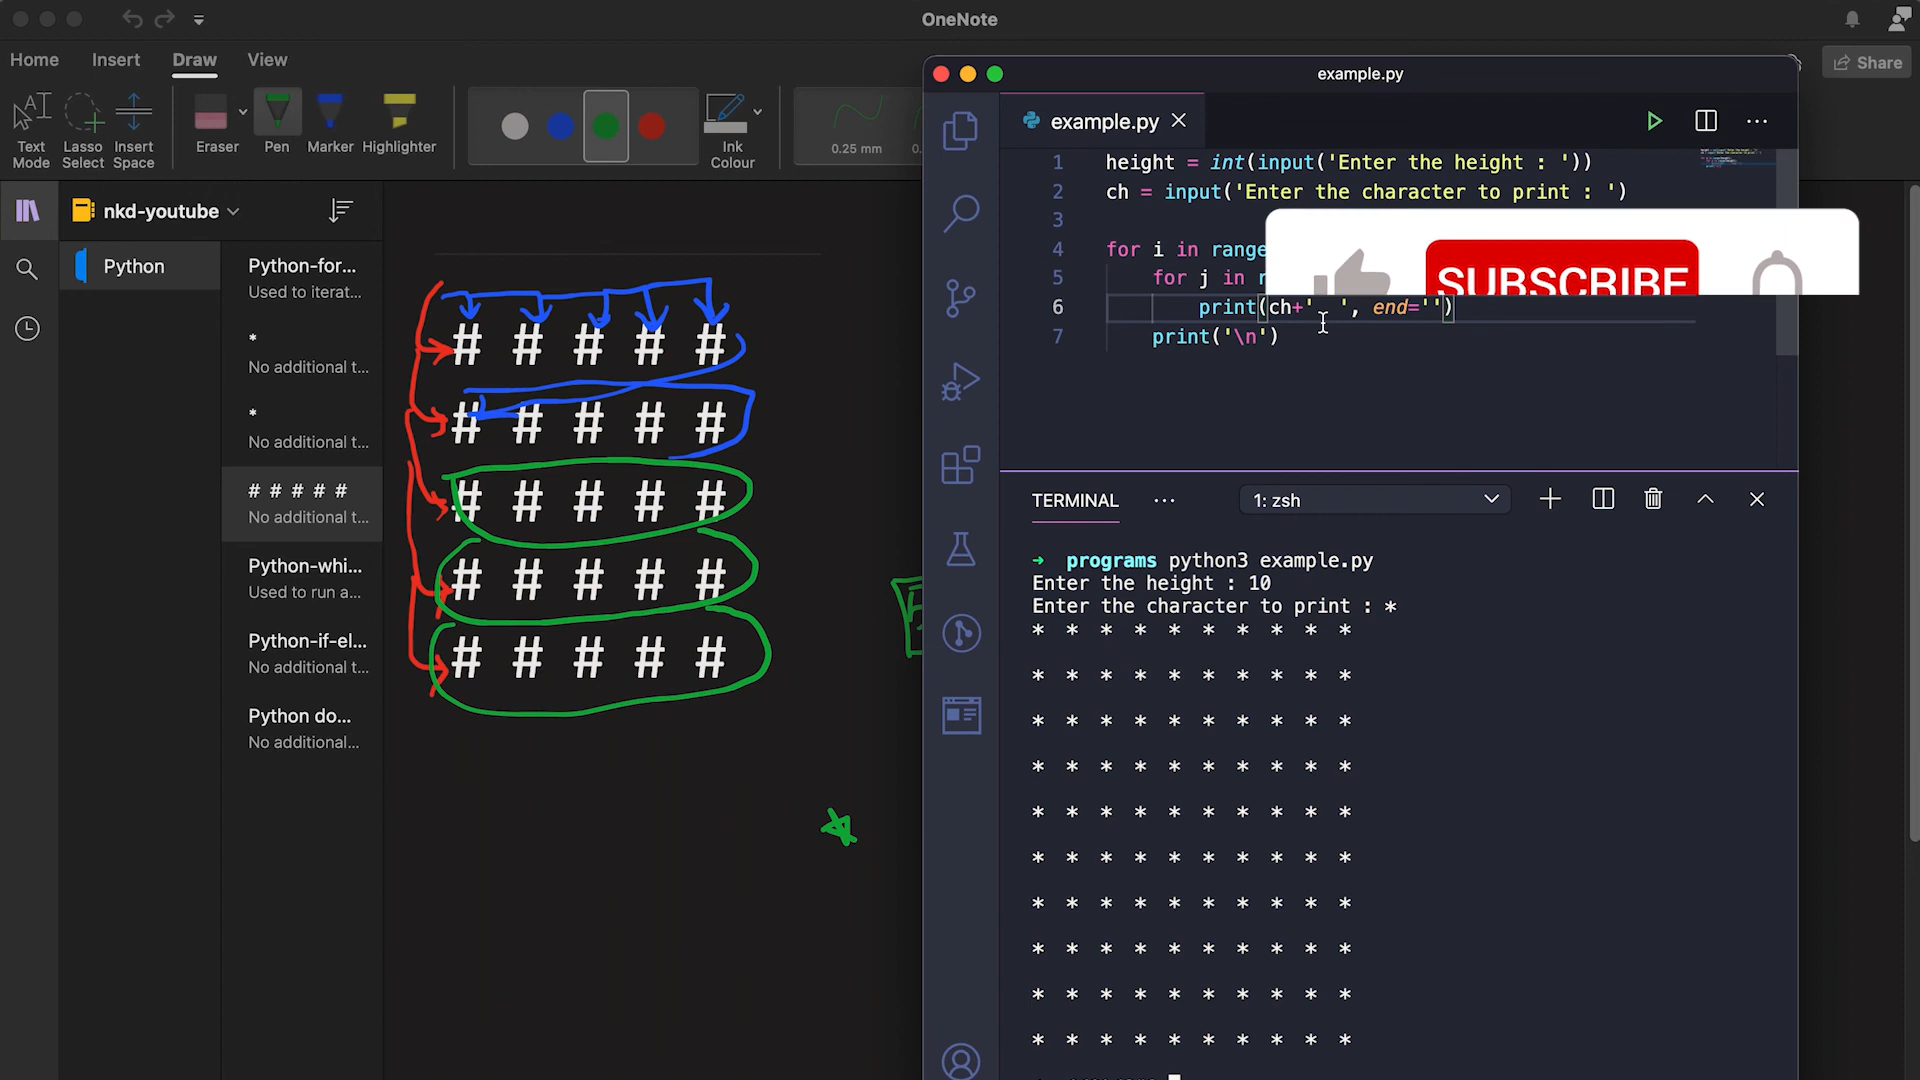 OneNote
Home Insert Draw View
Share
Text Mode
Lasso Select
Insert Space
Eraser
Pen
Marker
Highlighter
Ink Colour
0.25 mm
nkd-youtube
Python
Python-for...
Used to iterat...
*
No additional t...
*
No additional t...
# # # # #
No additional t...
Python-whi...
Used to run a...
Python-if-el...
No additional t...
Python do...
No additional...
# # # # #
# # # # #
# # # # #
# # # # #
# # # # #
example.py
example.py
1 height = int(input('Enter the height : '))
2 ch = input('Enter the character to print : ')
3
4 for i in range
5 for j in r
6 print(ch+'  ', end='')
7 print('\n')
SUBSCRIBE
TERMINAL ... 1: zsh
→ programs python3 example.py
Enter the height : 10
Enter the character to print : *
* * * * * * * * * *
* * * * * * * * * *
* * * * * * * * * *
* * * * * * * * * *
* * * * * * * * * *
* * * * * * * * * *
* * * * * * * * * *
* * * * * * * * * *
* * * * * * * * * *
* * * * * * * * * *